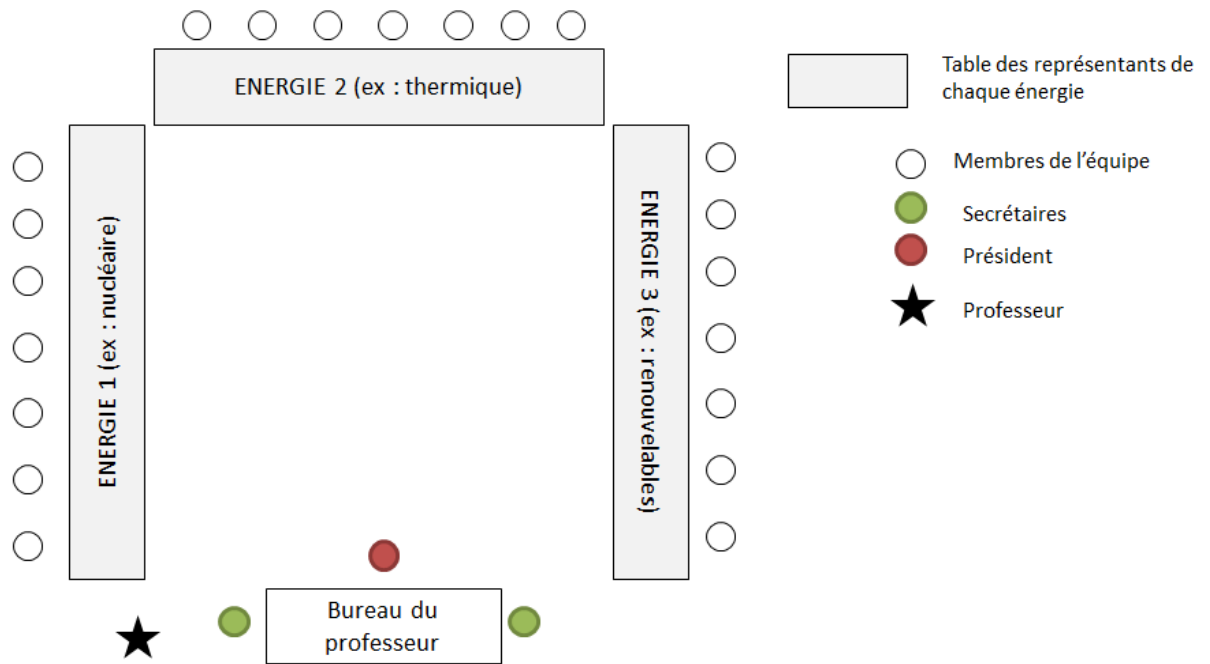 ENERGIE 2 (ex : thermique)
ENERGIE 1 (ex : nucléaire)
ENERGIE 3 (ex : renouvelables)
Bureau du
professeur
Table des représentants de
chaque énergie
Membres de l'équipe
Secrétaires
Président
Professeur